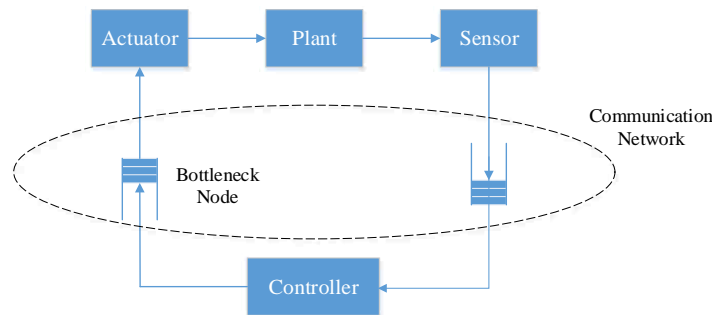 Actuator
Plant
Sensor
Communication
Network
Bottleneck
Node
Controller